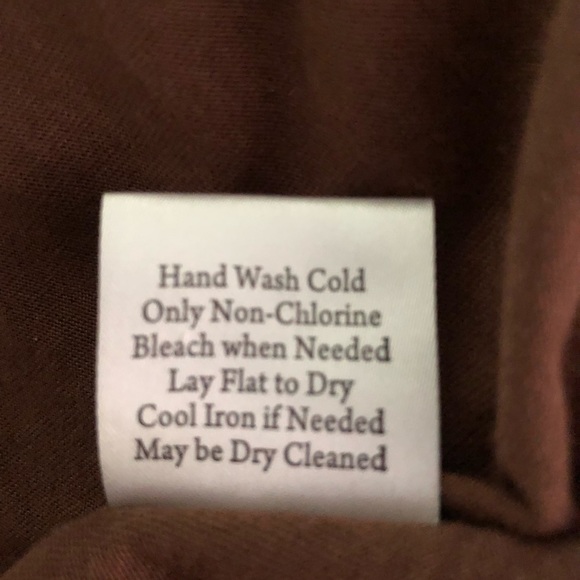 Hand Wash Cold
Only Non-Chlorine
Bleach when Needed
Lay Flat to Dry
Cool Iron if Needed
May be Dry Cleaned